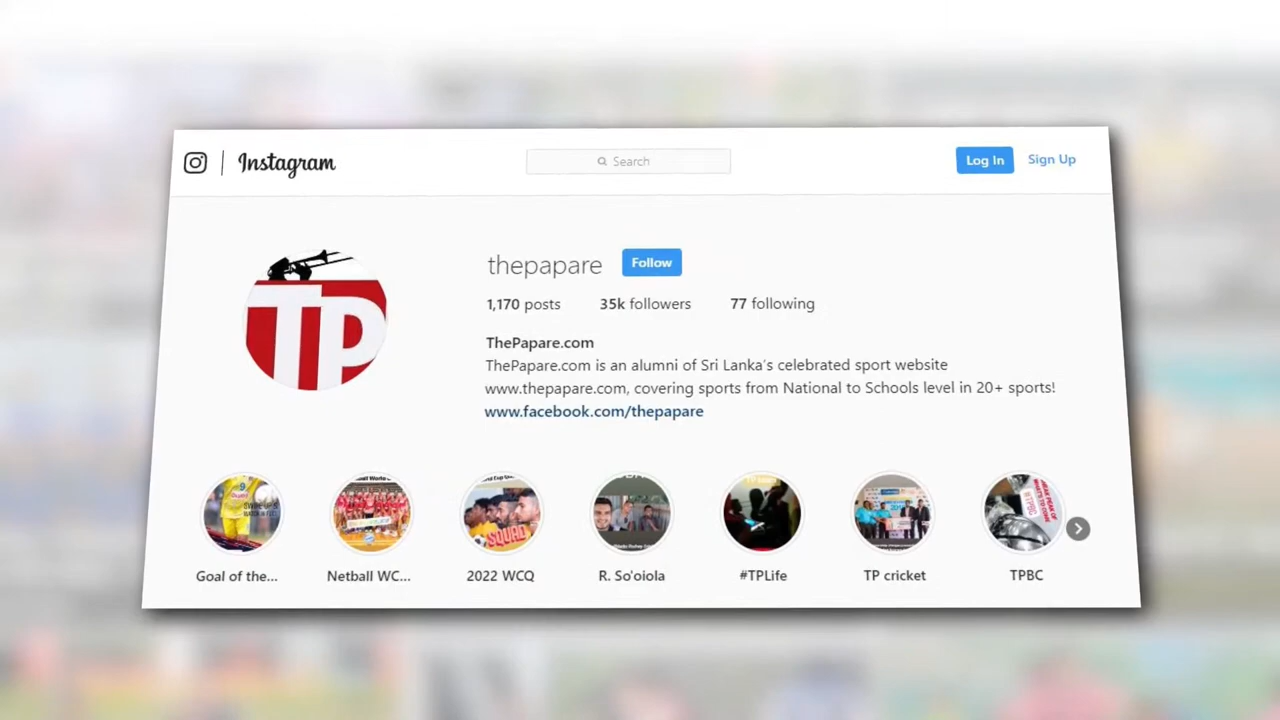 Instagram
Search
Log In
Sign Up
TP
thepapare
Follow
1,170 posts
35k followers
77 following
ThePapare.com
ThePapare.com is an alumni of Sri Lanka's celebrated sport website
www.thepapare.com, covering sports from National to Schools level in 20+ sports!
www.facebook.com/thepapare
SQUAD
Goal of the...
Netball WC...
2022 WCQ
R. So'oiola
#TPLife
TP cricket
TPBC